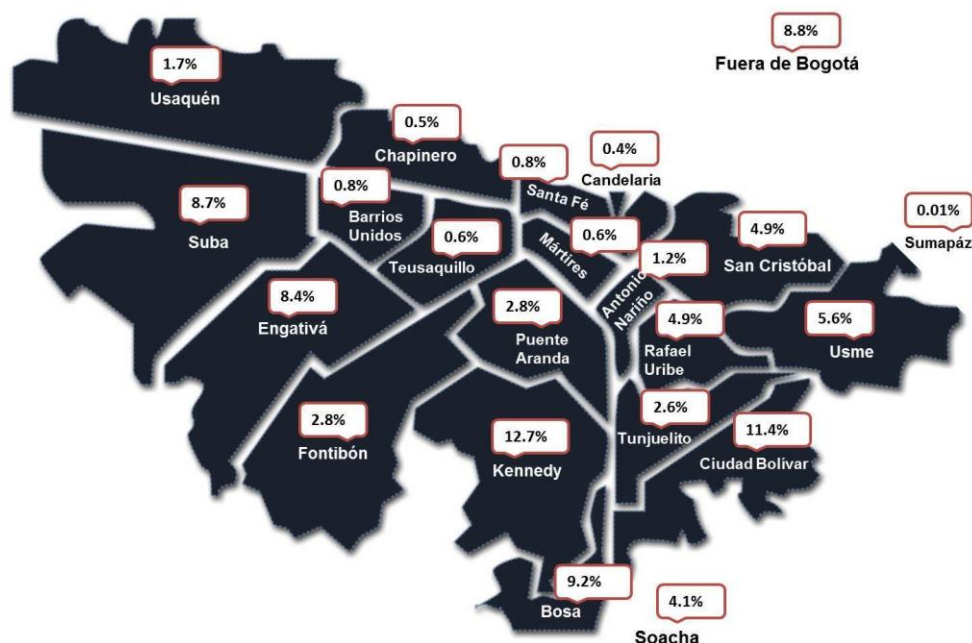 8.8%
Fuera de Bogotá
1.7%
Usaquén
0.5%
Chapinero
0.8%
Santa Fé
0.4%
Candelaria
8.7%
Suba
0.8%
Barrios
Unidos
0.6%
Teusaquillo
0.6%
Mártires
1.2%
Antonio
Nariño
4.9%
San Cristóbal
0.01%
Sumapáz
8.4%
Engativá
2.8%
Puente
Aranda
4.9%
Rafael
Uribe
5.6%
Usme
2.8%
Fontibón
12.7%
Kennedy
2.6%
Tunjuelito
11.4%
Ciudad Bolívar
9.2%
Bosa
4.1%
Soacha